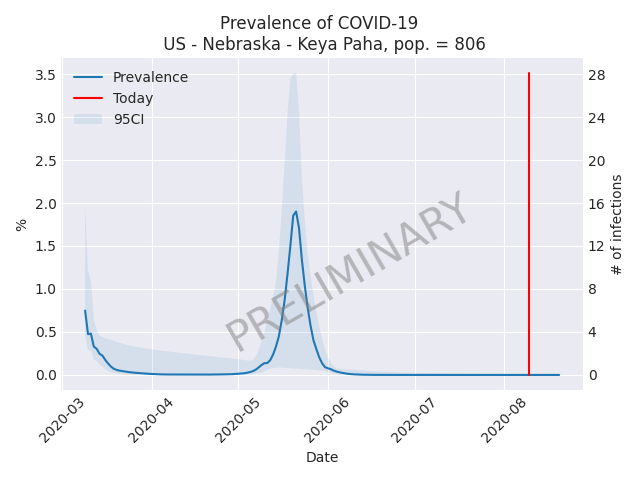 Prevalence of COVID-19
US - Nebraska - Keya Paha, pop. = 806
Prevalence
Today
95CI
3.5
3.0
2.5
2.0
1.5
1.0
0.5
0.0
%
28
24
20
16
12
8
4
0
# of infections
PRELIMINARY
2020-03
2020-04
2020-05
2020-06
2020-07
2020-08
Date